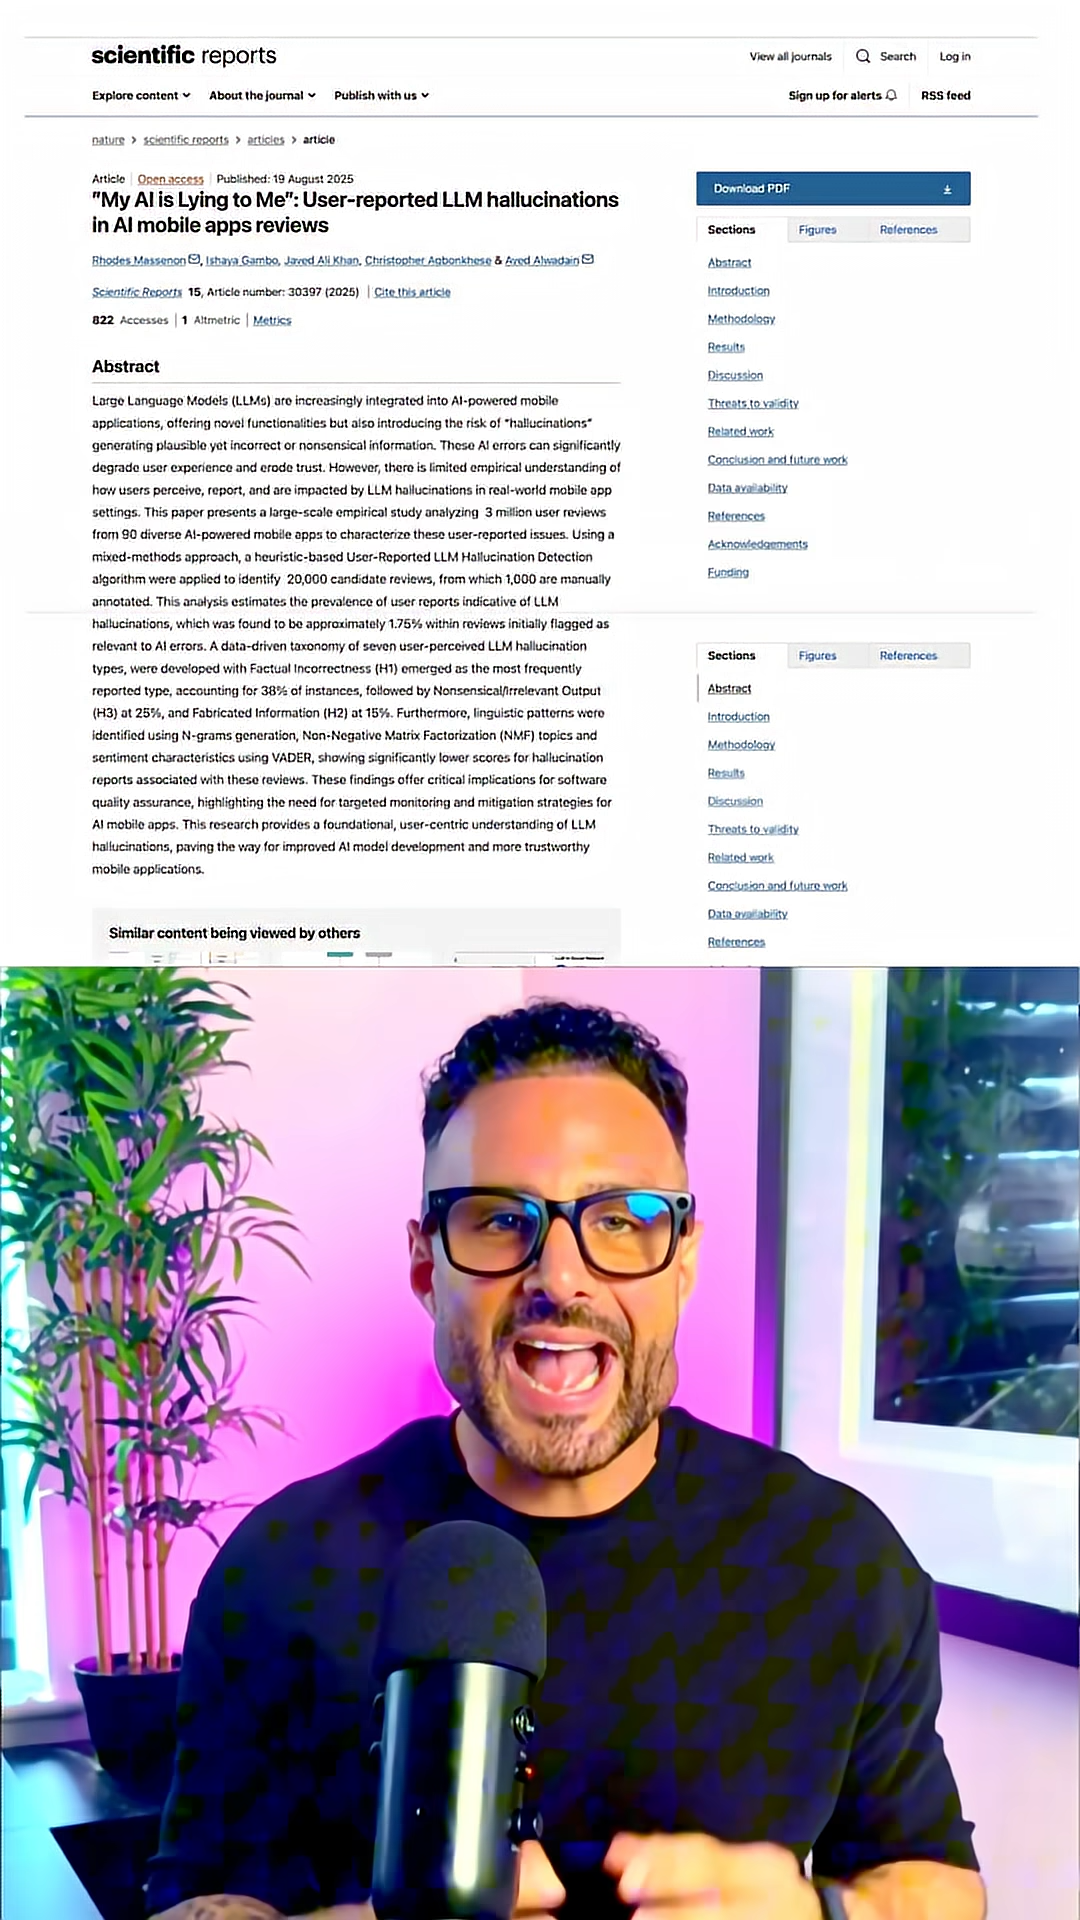 scientific reports
View all journals
Search
Log in
Explore content
About the journal
Publish with us
Sign up for alerts
RSS feed
nature > scientific reports > articles > article
Article | Open access | Published: 19 August 2025
"My AI is Lying to Me": User-reported LLM hallucinations
in AI mobile apps reviews
Rhodes Massenon, Ishaya Gambo, Javed Ali Khan, Christopher Agbonkhese & Ayed Alwadain
Scientific Reports 15, Article number: 30397 (2025) | Cite this article
822 Accesses | 1 Altmetric | Metrics
Abstract
Large Language Models (LLMs) are increasingly integrated into AI-powered mobile
applications, offering novel functionalities but also introducing the risk of "hallucinations"
generating plausible yet incorrect or nonsensical information. These AI errors can significantly
degrade user experience and erode trust. However, there is limited empirical understanding of
how users perceive, report, and are impacted by LLM hallucinations in real-world mobile app
settings. This paper presents a large-scale empirical study analyzing 3 million user reviews
from 90 diverse AI-powered mobile apps to characterize these user-reported issues. Using a
mixed-methods approach, a heuristic-based User-Reported LLM Hallucination Detection
algorithm were applied to identify 20,000 candidate reviews, from which 1,000 are manually
annotated. This analysis estimates the prevalence of user reports indicative of LLM
hallucinations, which was found to be approximately 1.75% within reviews initially flagged as
relevant to AI errors. A data-driven taxonomy of seven user-perceived LLM hallucination
types, were developed with Factual Incorrectness (H1) emerged as the most frequently
reported type, accounting for 38% of instances, followed by Nonsensical/Irrelevant Output
(H3) at 25%, and Fabricated Information (H2) at 15%. Furthermore, linguistic patterns were
identified using N-grams generation, Non-Negative Matrix Factorization (NMF) topics and
sentiment characteristics using VADER, showing significantly lower scores for hallucination
reports associated with these reviews. These findings offer critical implications for software
quality assurance, highlighting the need for targeted monitoring and mitigation strategies for
AI mobile apps. This research provides a foundational, user-centric understanding of LLM
hallucinations, paving the way for improved AI model development and more trustworthy
mobile applications.
Similar content being viewed by others
Download PDF
Sections
Figures
References
Abstract
Introduction
Methodology
Results
Discussion
Threats to validity
Related work
Conclusion and future work
Data availability
References
Acknowledgements
Funding
Sections
Figures
References
Abstract
Introduction
Methodology
Results
Discussion
Threats to validity
Related work
Conclusion and future work
Data availability
References